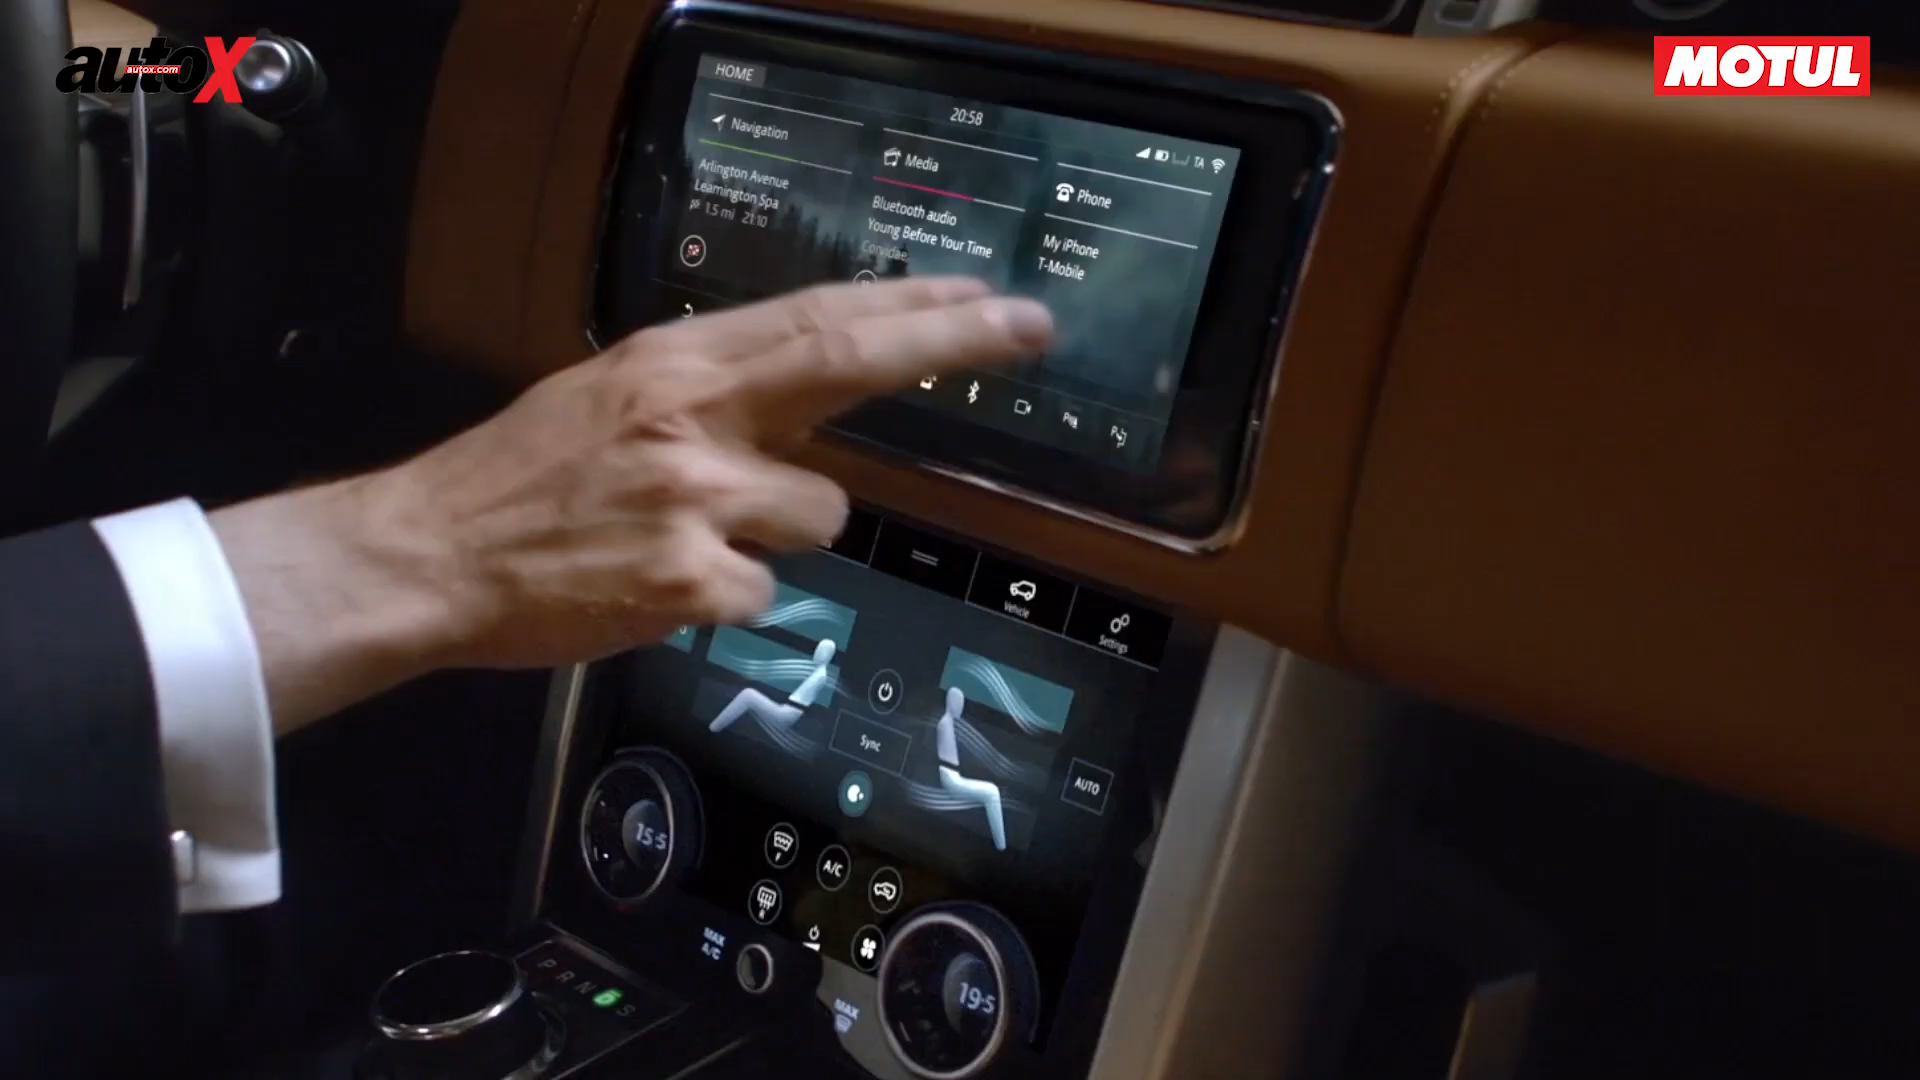 autoX
autox.com
MOTUL
HOME
20:58
TA
Navigation
Arlington Avenue
Leamington Spa
1.5 mi 21:10
Media
Bluetooth audio
Young Before Your Time
Corvidae
Phone
My iPhone
T-Mobile
Vehicle
Settings
Sync
AUTO
15·5
F
A/C
R
MAX
A/C
MAX
19·5
P R N D S